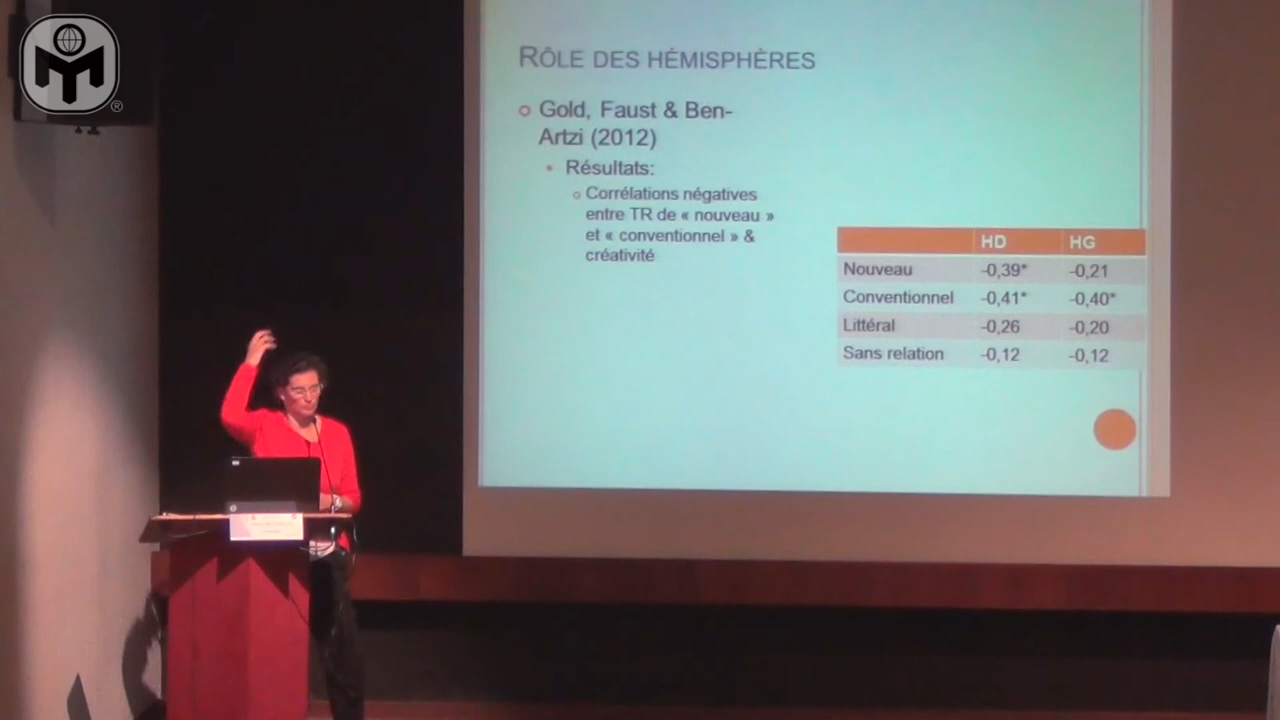 ®
RÔLE DES HÉMISPHÈRES
Gold, Faust & Ben-
Artzi (2012)
Résultats:
Corrélations négatives
entre TR de « nouveau »
et « conventionnel » &
créativité
HD HG
Nouveau -0,39* -0,21
Conventionnel -0,41* -0,40*
Littéral -0,26 -0,20
Sans relation -0,12 -0,12